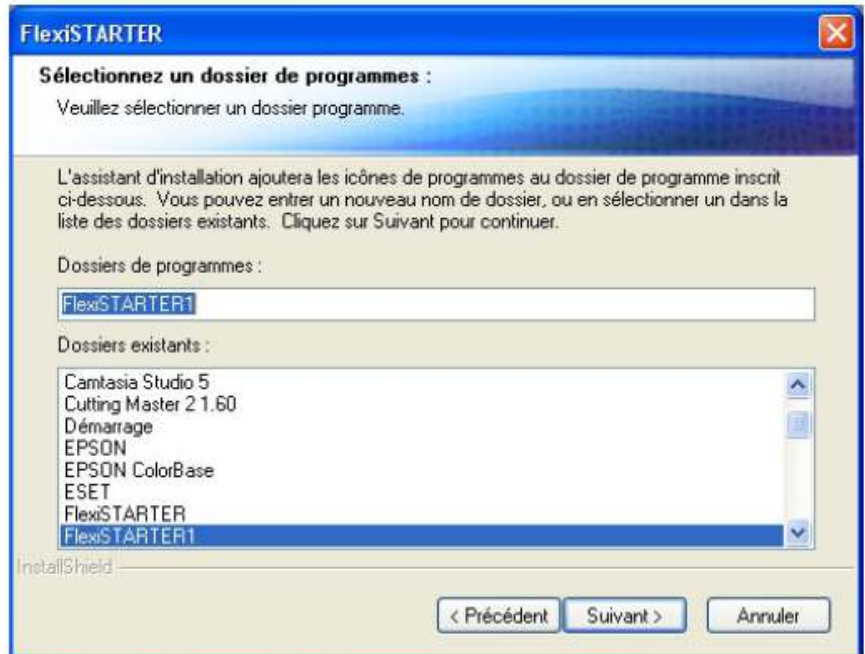 FlexiSTARTER
Sélectionnez un dossier de programmes :
Veuillez sélectionner un dossier programme.
L'assistant d'installation ajoutera les icônes de programmes au dossier de programme inscrit
ci-dessous. Vous pouvez entrer un nouveau nom de dossier, ou en sélectionner un dans la
liste des dossiers existants. Cliquez sur Suivant pour continuer.
Dossiers de programmes :
FlexiSTARTER1
Dossiers existants :
Camtasia Studio 5
Cutting Master 2 1.60
Démarrage
EPSON
EPSON ColorBase
ESET
FlexiSTARTER
FlexiSTARTER1
InstallShield
< Précédent Suivant > Annuler